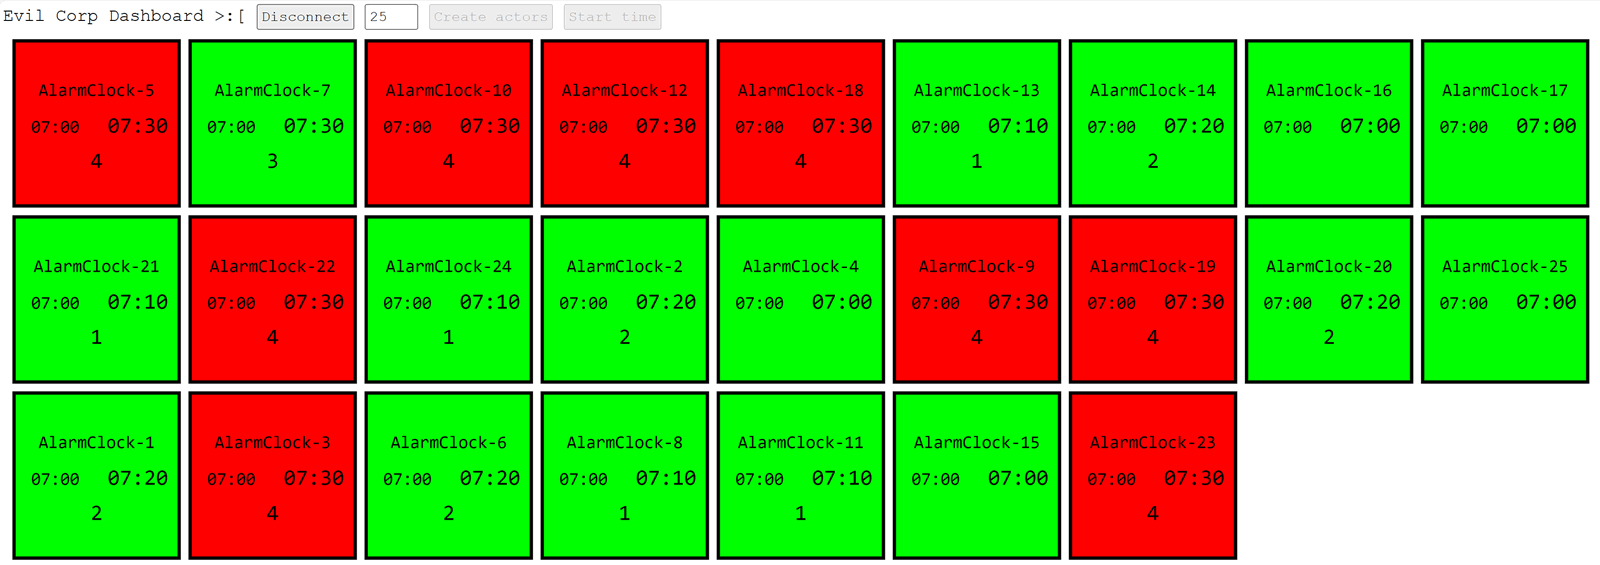 Evil Corp Dashboard >:[ Disconnect 25 Create actors Start time
AlarmClock-5 AlarmClock-7 AlarmClock-10 AlarmClock-12 AlarmClock-18 AlarmClock-13 AlarmClock-14 AlarmClock-16 AlarmClock-17
07:00 07:30 07:00 07:30 07:00 07:30 07:00 07:30 07:00 07:30 07:00 07:10 07:00 07:20 07:00 07:00 07:00 07:00
4 3 4 4 4 1 2
AlarmClock-21 AlarmClock-22 AlarmClock-24 AlarmClock-2 AlarmClock-4 AlarmClock-9 AlarmClock-19 AlarmClock-20 AlarmClock-25
07:00 07:10 07:00 07:30 07:00 07:10 07:00 07:20 07:00 07:00 07:00 07:30 07:00 07:30 07:00 07:20 07:00 07:00
1 4 1 2 4 4 2
AlarmClock-1 AlarmClock-3 AlarmClock-6 AlarmClock-8 AlarmClock-11 AlarmClock-15 AlarmClock-23
07:00 07:20 07:00 07:30 07:00 07:20 07:00 07:10 07:00 07:10 07:00 07:00 07:00 07:30
2 4 2 1 1 4